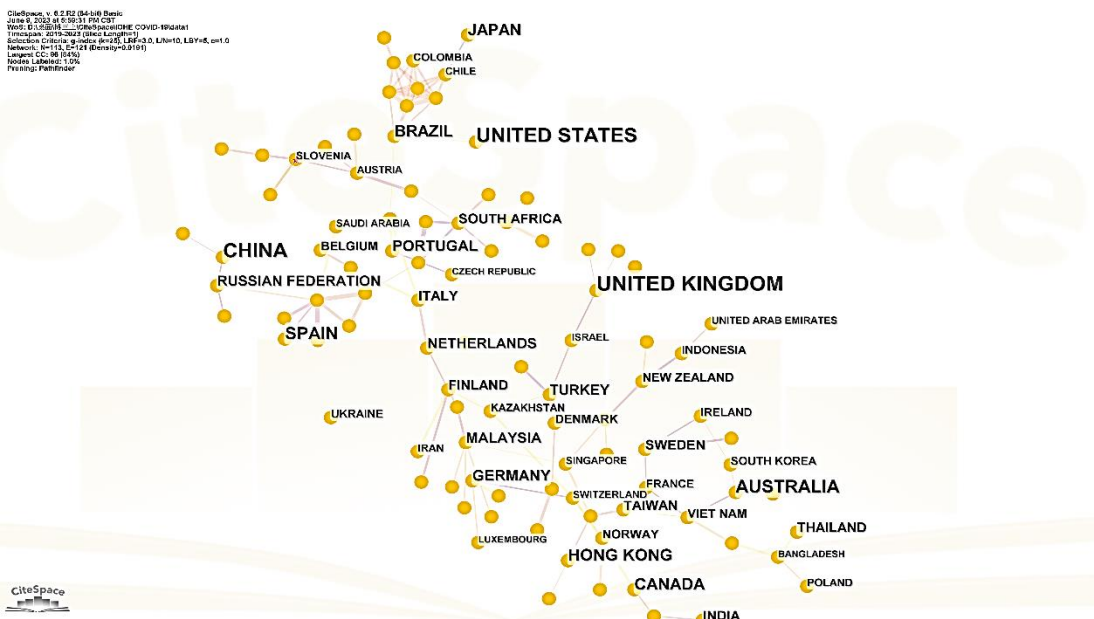 CiteSpace, v. 6.2.R2 (64-bit) Basic
June 9, 2023 at 5:59:31 PM CST
Timespan: 2019-2023 (Slice Length=1)
Selection Criteria: g-index (k=25), LRF=3.0, L/N=10, LBY=5, e=1.0
Network: N=113, E=121 (Density=0.0191)
Largest CC: 96 (84%)
Nodes Labeled: 1.0%
Pruning: Pathfinder
JAPAN
COLOMBIA
CHILE
BRAZIL
UNITED STATES
SLOVENIA
AUSTRIA
SAUDI ARABIA
SOUTH AFRICA
CHINA
BELGIUM
PORTUGAL
CZECH REPUBLIC
RUSSIAN FEDERATION
UNITED KINGDOM
ITALY
UNITED ARAB EMIRATES
SPAIN
ISRAEL
NETHERLANDS
INDONESIA
NEW ZEALAND
FINLAND
TURKEY
KAZAKHSTAN
UKRAINE
DENMARK
IRELAND
MALAYSIA
SWEDEN
IRAN
SINGAPORE
SOUTH KOREA
GERMANY
FRANCE
AUSTRALIA
SWITZERLAND
TAIWAN
VIET NAM
THAILAND
LUXEMBOURG
NORWAY
HONG KONG
BANGLADESH
CANADA
POLAND
INDIA
CiteSpace
CiteSpace